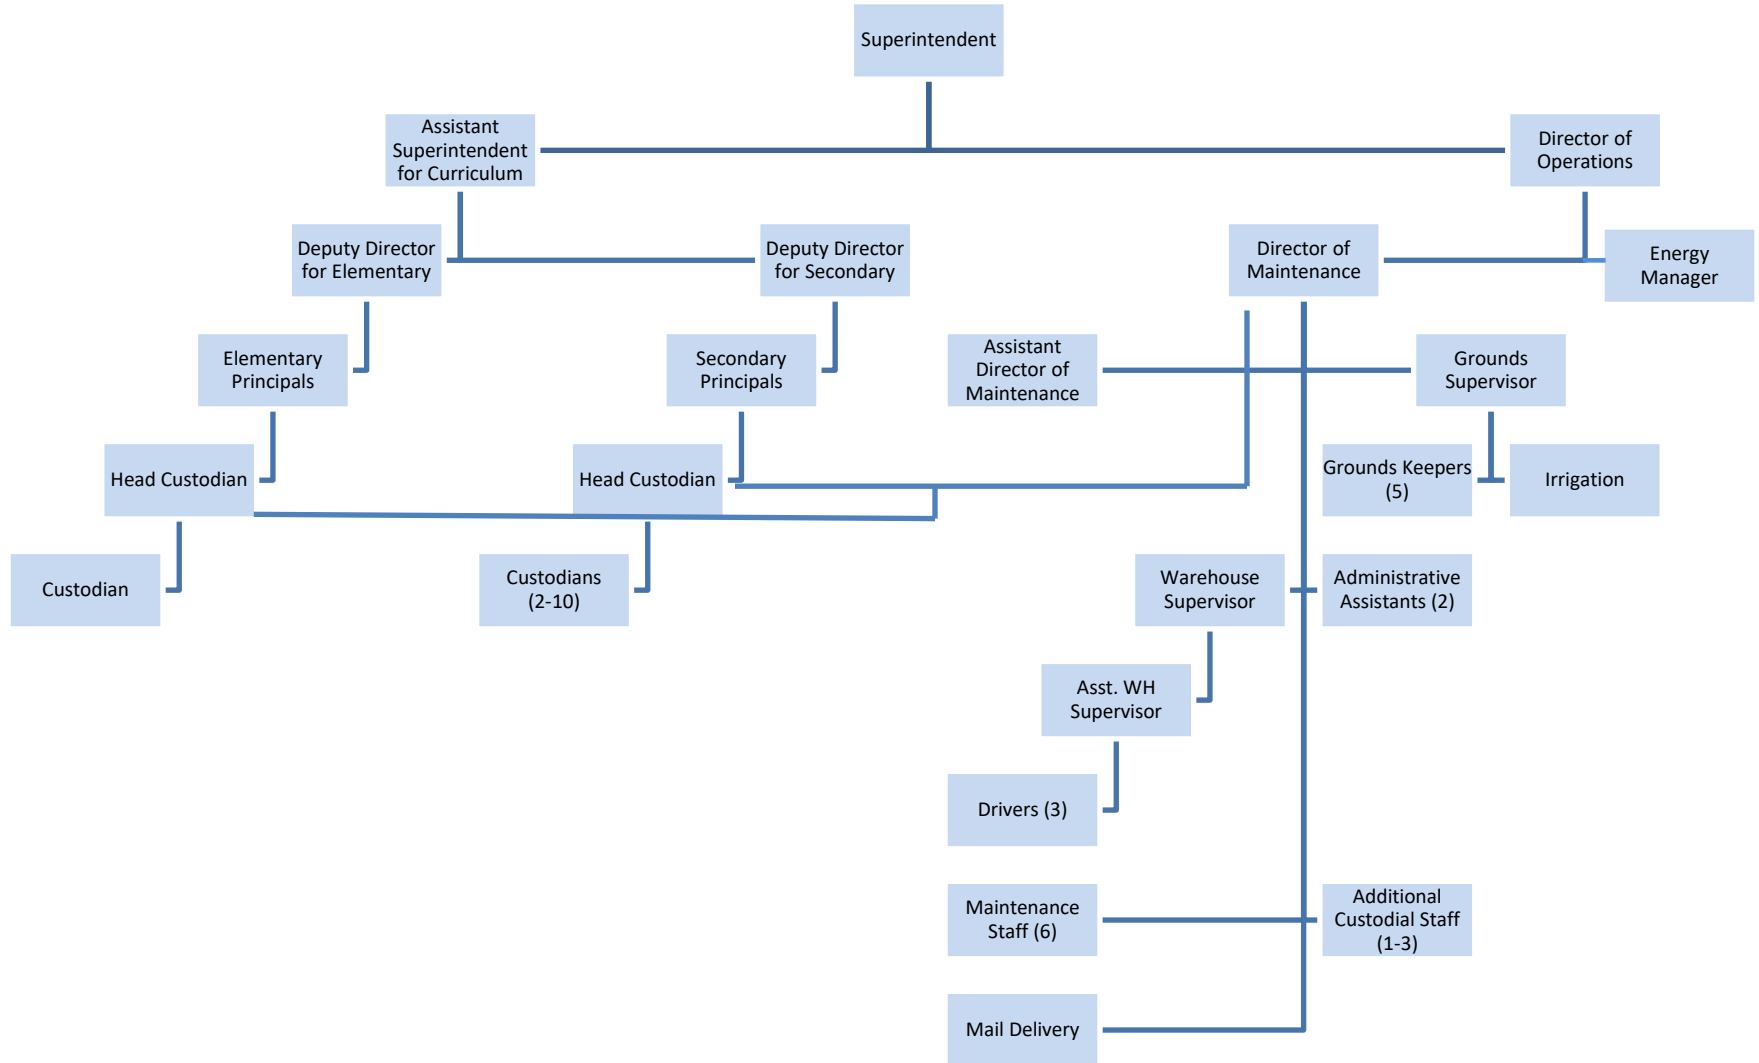 Superintendent
Assistant
Superintendent
for Curriculum
Director of
Operations
Deputy Director
for Elementary
Deputy Director
for Secondary
Director of
Maintenance
Energy
Manager
Elementary
Principals
Secondary
Principals
Assistant
Director of
Maintenance
Grounds
Supervisor
Head Custodian
Head Custodian
Grounds Keepers
(5)
Irrigation
Custodian
Custodians
(2-10)
Warehouse
Supervisor
Administrative
Assistants (2)
Asst. WH
Supervisor
Drivers (3)
Maintenance
Staff (6)
Additional
Custodial Staff
(1-3)
Mail Delivery